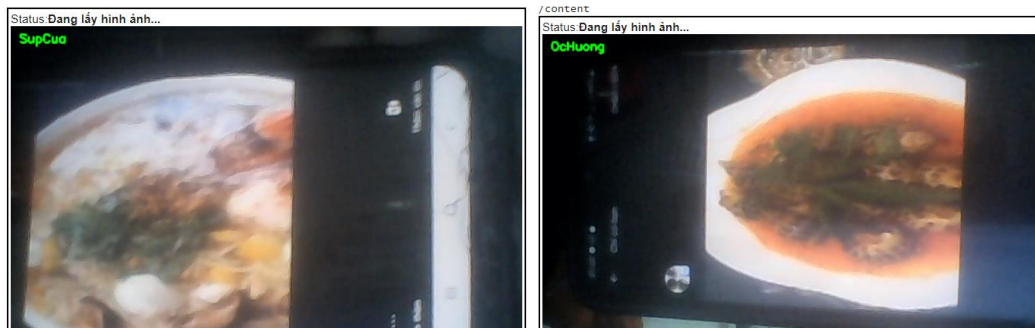 Status:Đang lấy hình ảnh...
SupCua
/content
Status:Đang lấy hình ảnh...
OcHuong